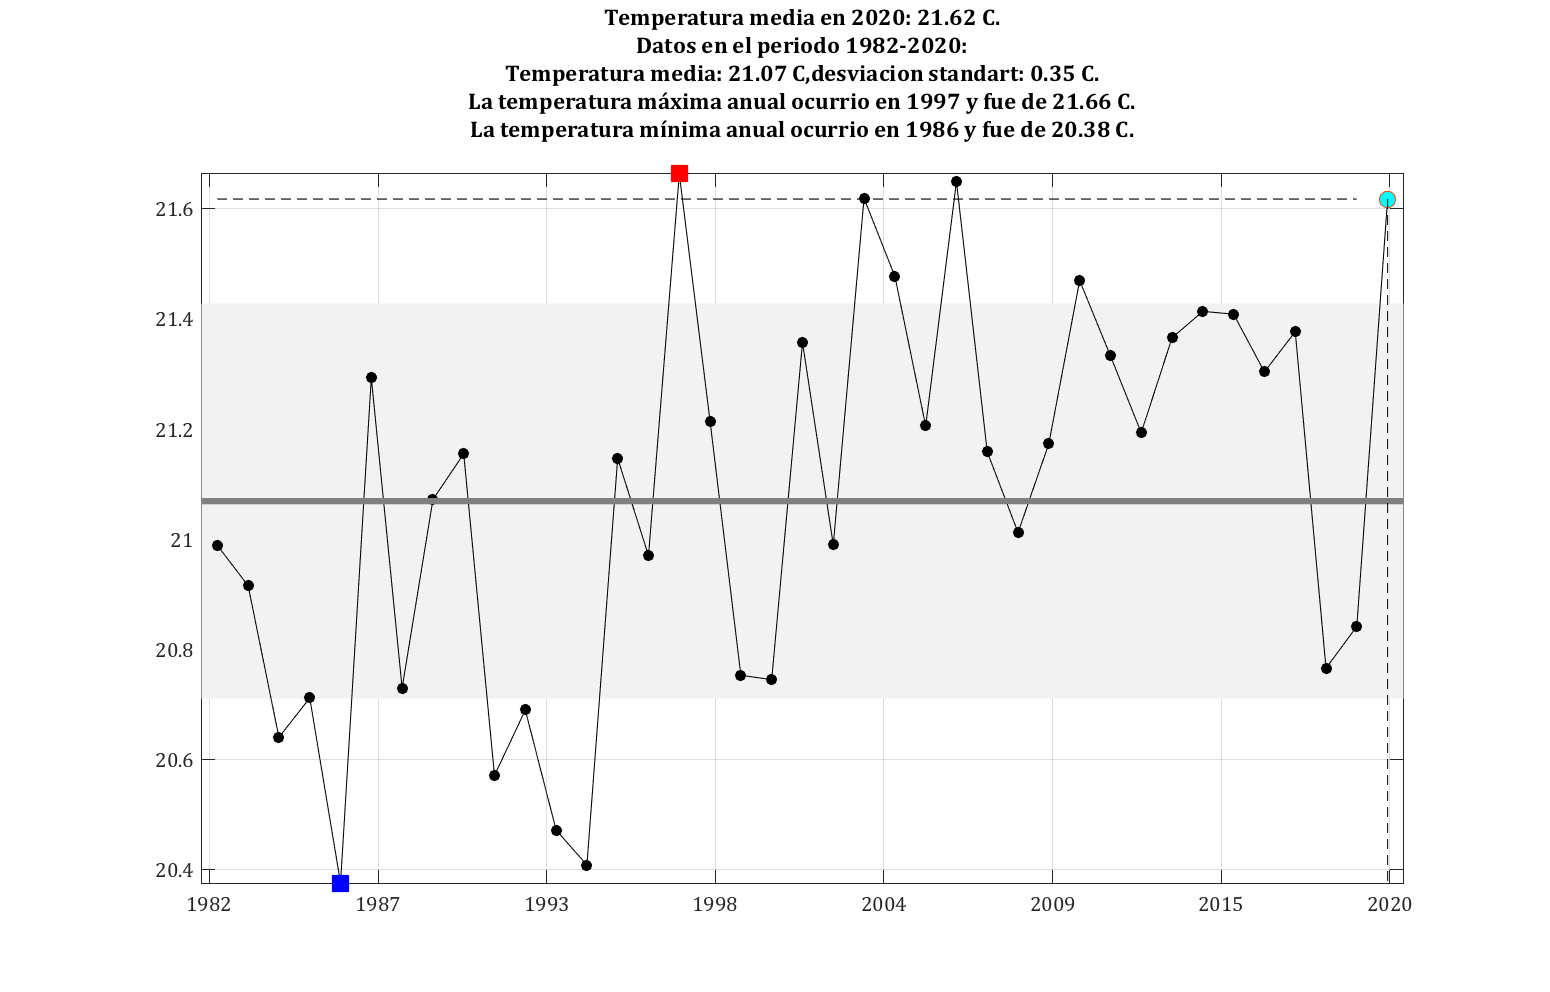 Temperatura media en 2020: 21.62 C.
Datos en el periodo 1982-2020:
Temperatura media: 21.07 C,desviacion standart: 0.35 C.
La temperatura máxima anual ocurrio en 1997 y fue de 21.66 C.
La temperatura mínima anual ocurrio en 1986 y fue de 20.38 C.
21.6
21.4
21.2
21
20.8
20.6
20.4
1982 1987 1993 1998 2004 2009 2015 2020